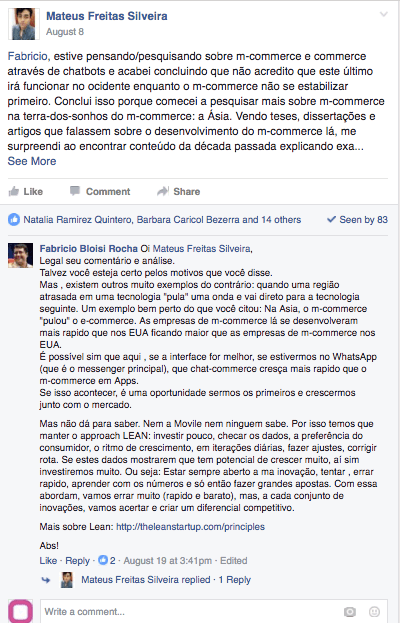 Mateus Freitas Silveira
August 8
Fabricio, estive pensando/pesquisando sobre m-commerce e commerce
através de chatbots e acabei concluindo que não acredito que este último
irá funcionar no ocidente enquanto o m-commerce não se estabilizar
primeiro. Conclui isso porque comecei a pesquisar mais sobre m-commerce
na terra-dos-sonhos do m-commerce: a Ásia. Vendo teses, dissertações e
artigos que falassem sobre o desenvolvimento do m-commerce lá, me
surpreendi ao encontrar conteúdo da década passada explicando exa...
See More
Like Comment Share
Natalia Ramirez Quintero, Barbara Caricol Bezerra and 14 others Seen by 83
Fabricio Bloisi Rocha Oi Mateus Freitas Silveira,
Legal seu comentário e análise.
Talvez você esteja certo pelos motivos que você disse.
Mas , existem outros muito exemplos do contrário: quando uma região
atrasada em uma tecnologia "pula" uma onda e vai direto para a tecnologia
seguinte. Um exemplo bem perto do que você citou: Na Asia, o m-commerce
"pulou" o e-commerce. As empresas de m-commerce lá se desenvolveram
mais rapido que nos EUA ficando maior que as empresas de m-commerce nos
EUA.
É possível sim que aqui , se a interface for melhor, se estivermos no WhatsApp
(que é o messenger principal), que chat-commerce cresça mais rapido que o
m-commerce em Apps.
Se isso acontecer, é uma oportunidade sermos os primeiros e crescermos
junto com o mercado.
Mas não dá para saber. Nem a Movile nem ninguem sabe. Por isso temos que
manter o approach LEAN: investir pouco, checar os dados, a preferência do
consumidor, o ritmo de crescimento, em iterações diárias, fazer ajustes, corrigir
rota. Se estes dados mostrarem que tem potencial de crescer muito, aí sim
investiremos muito. Ou seja: Estar sempre aberto a ma inovação, tentar , errar
rapido, aprender com os números e só então fazer grandes apostas. Com essa
abordam, vamos errar muito (rapido e barato), mas, a cada conjunto de
inovações, vamos acertar e criar um diferencial competitivo.
Mais sobre Lean: http://theleanstartup.com/principles
Abs!
Like · Reply · 2 · August 19 at 3:41pm · Edited
Mateus Freitas Silveira replied · 1 Reply
Write a comment...